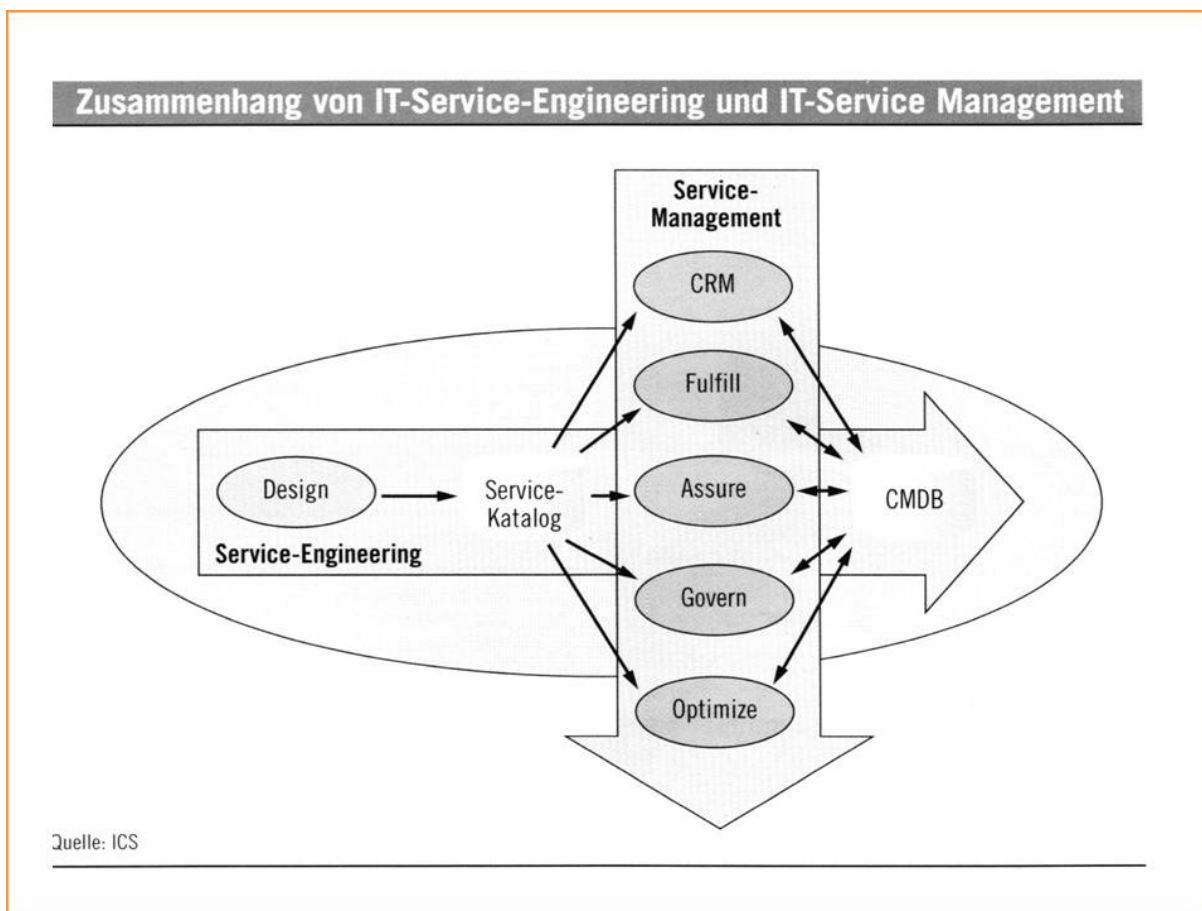 Zusammenhang von IT-Service-Engineering und IT-Service Management
Service-
Management
CRM
Fulfill
Design
Service-
Katalog
Assure
CMDB
Service-Engineering
Govern
Optimize
Quelle: ICS